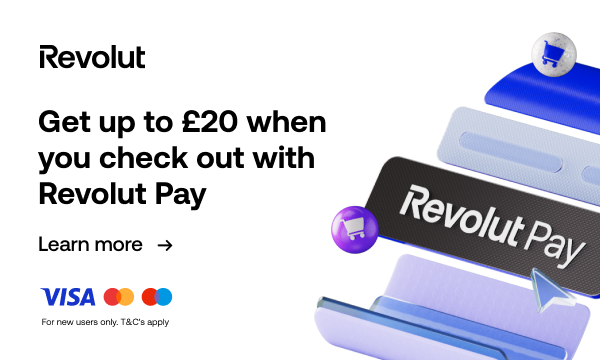 Revolut
Get up to £20 when
you check out with
Revolut Pay
Learn more →
VISA
For new users only. T&C's apply
Revolut Pay